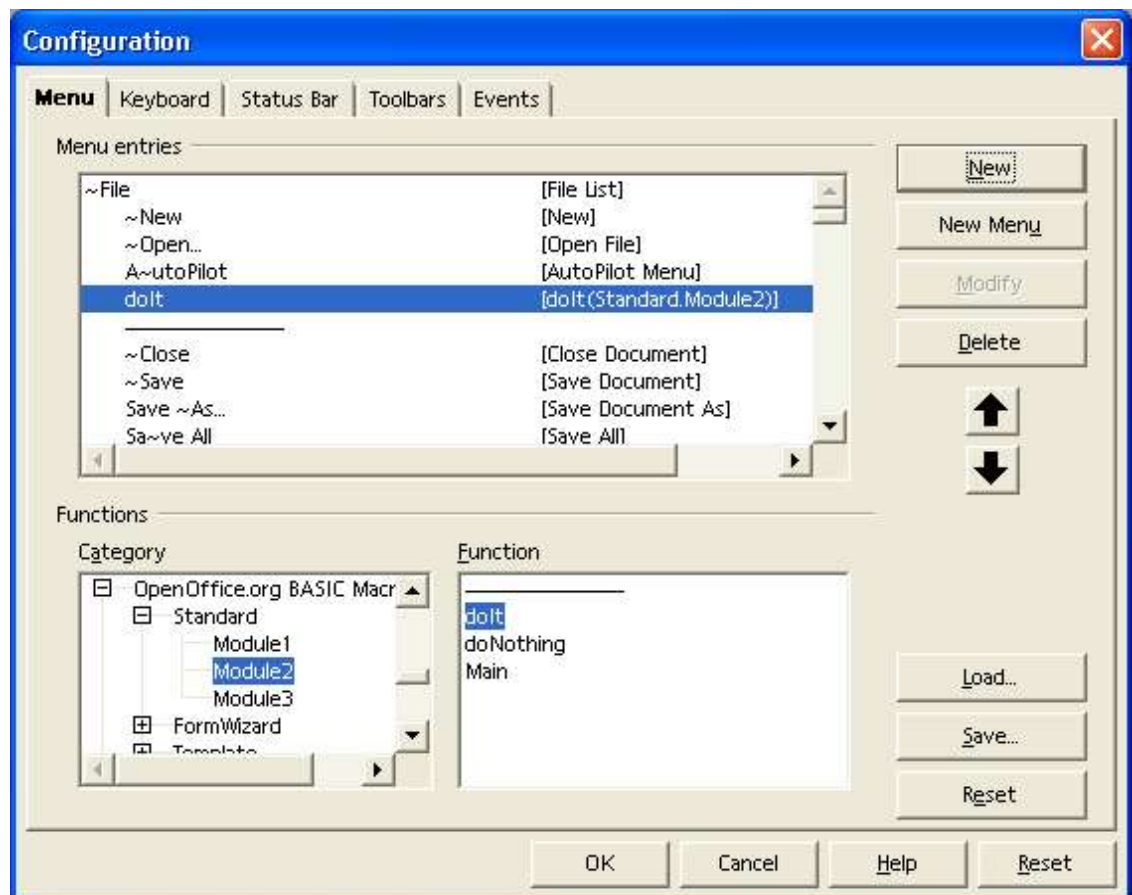 Configuration
Menu Keyboard Status Bar Toolbars Events
Menu entries
~File [File List]
~New [New]
~Open... [Open File]
A~utoPilot [AutoPilot Menu]
doIt [doIt(Standard.Module2)]
~Close [Close Document]
~Save [Save Document]
Save ~As... [Save Document As]
Sa~ve All [Save All]
New
New Menu
Modify
Delete
Functions
Category
OpenOffice.org BASIC Macr
Standard
Module1
Module2
Module3
FormWizard
Template
Function
doIt
doNothing
Main
Load...
Save...
Reset
OK Cancel Help Reset